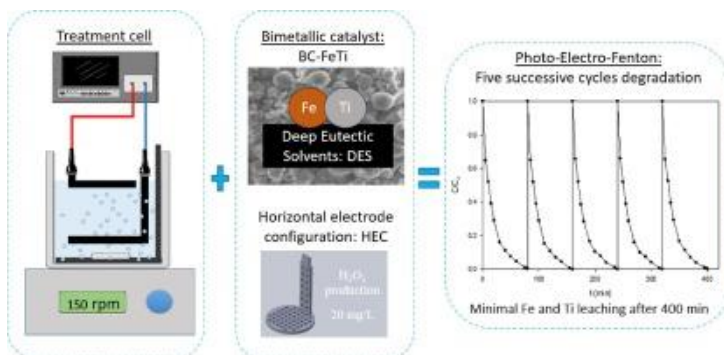 Treatment cell
150 rpm
Bimetallic catalyst:
BC-FeTi
Fe
Ti
Deep Eutectic
Solvents: DES
Horizontal electrode
configuration: HEC
H₂O₂
production
20 mg/L
Photo-Electro-Fenton:
Five successive cycles degradation
1.0
0.8
0.6
0.4
0.2
0.0
0
100
200
300
400
Minimal Fe and Ti leaching after 400 min